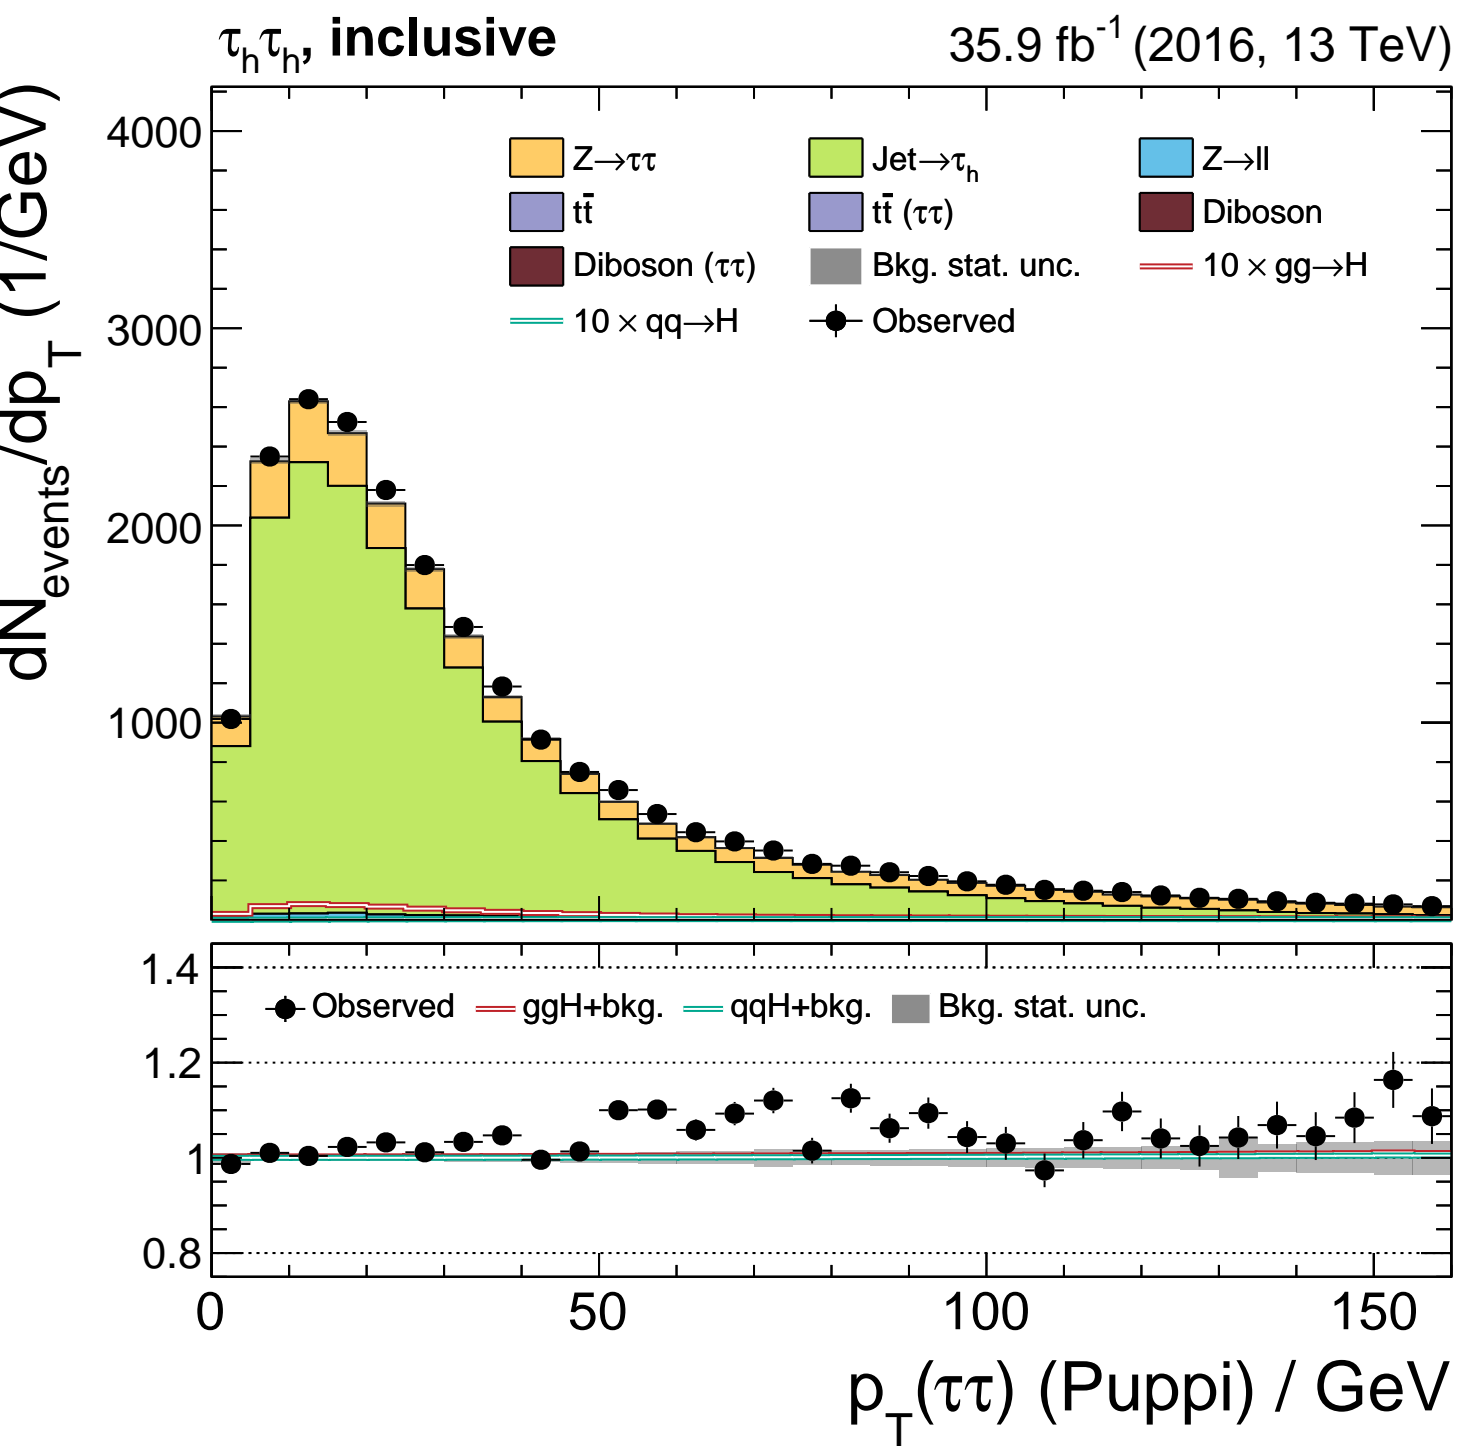 τhτh, inclusive 35.9 fb-1 (2016, 13 TeV)
dNevents/dpT (1/GeV)
4000
3000
2000
1000
Z→ττ Jet→τh Z→ll
tt̄ tt̄ (ττ) Diboson
Diboson (ττ) Bkg. stat. unc. 10 × gg→H
10 × qq→H Observed
1.4
1.2
1
0.8
Observed ggH+bkg. qqH+bkg. Bkg. stat. unc.
0 50 100 150
pT(ττ) (Puppi) / GeV